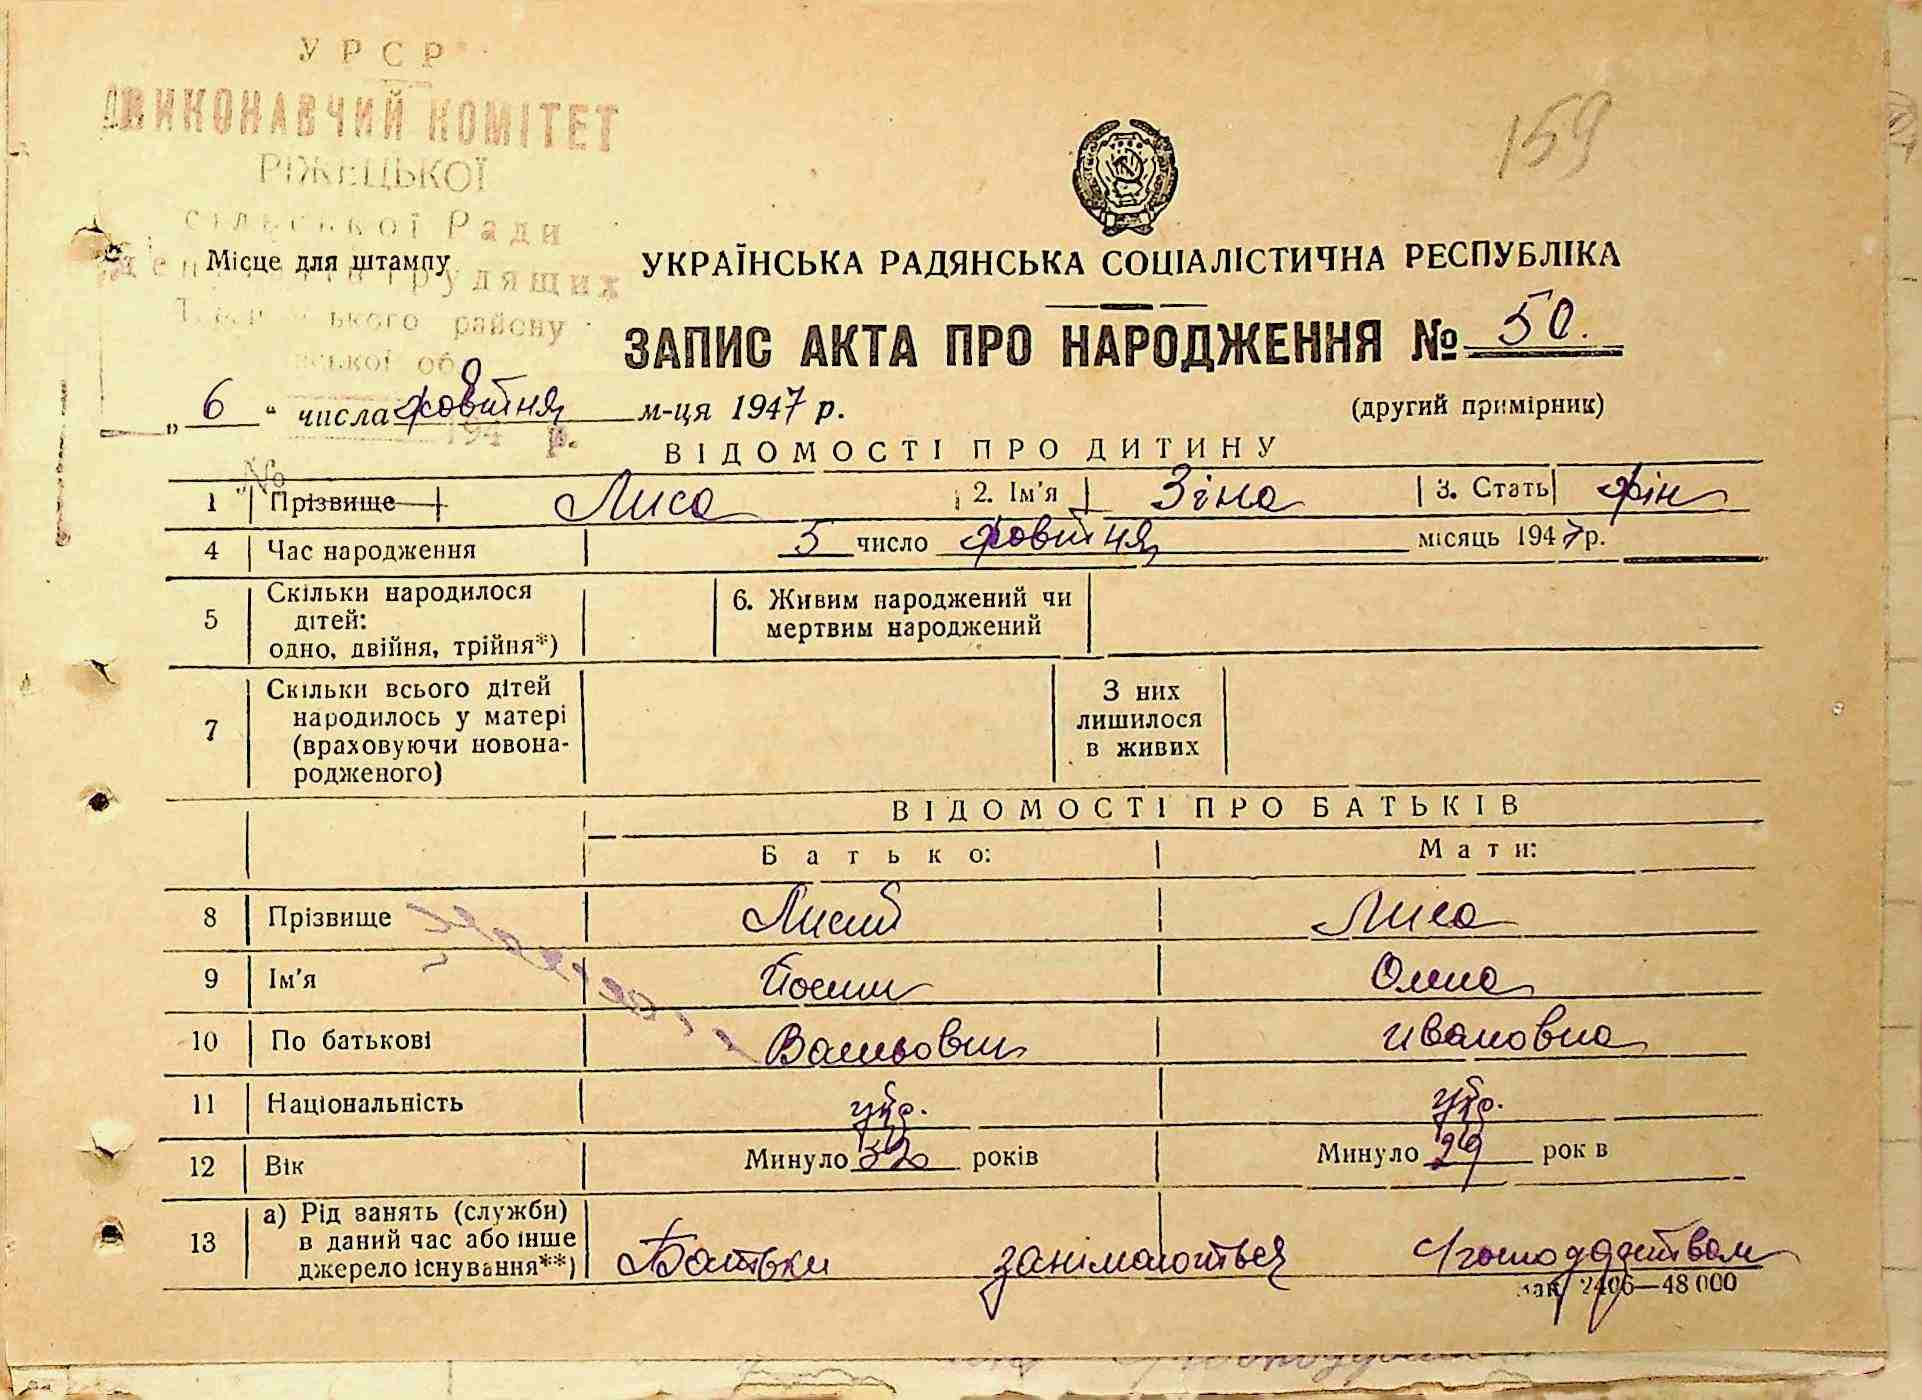 УРСР
ВИКОНАВЧИЙ КОМІТЕТ
РІЖЕЦЬКОЇ
сільської Ради
трудящих
159
Місце для штампу
району
УКРАЇНСЬКА РАДЯНСЬКА СОЦІАЛІСТИЧНА РЕСПУБЛІКА
ЗАПИС АКТА ПРО НАРОДЖЕННЯ № 50.
„6“ числа жовтня м-ця 1947 р.
(другий примірник)
194 р.
ВІДОМОСТІ ПРО ДИТИНУ
1 Прізвище Лиса 2. Ім'я Зіна 3. Стать жін
4 Час народження 5 число жовтня місяць 1947 р.
5 Скільки народилося дітей: одно, двійня, трійня*) 6. Живим народжений чи мертвим народжений
7 Скільки всього дітей народилось у матері (враховуючи новонародженого) З них лишилося в живих
ВІДОМОСТІ ПРО БАТЬКІВ
Батько: Мати:
8 Прізвище Лисий Лиса
9 Ім'я Йосип Олена
10 По батькові Ивановна
11 Національність укр. укр.
12 Вік Минуло років Минуло 29 рок в
13 а) Рід занять (служби) в даний час або інше джерело існування**) Батьки занімаються
зак. 2406—48 000